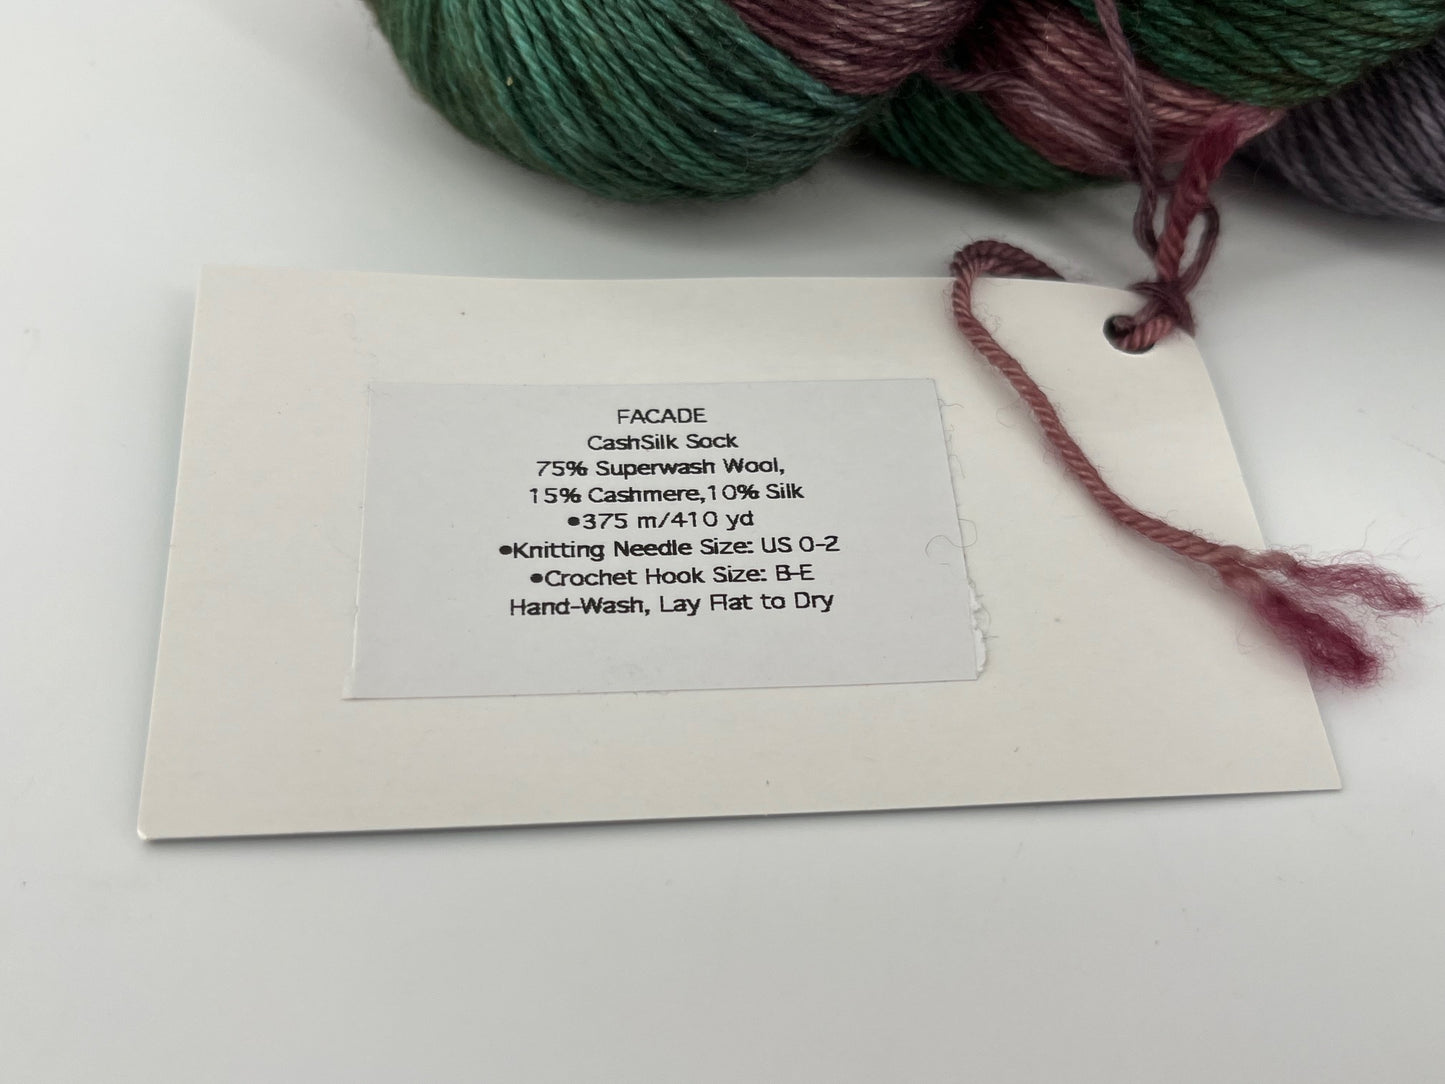 FACADE
CashSilk Sock
75% Superwash Wool,
15% Cashmere,10% Silk
•375 m/410 yd
•Knitting Needle Size: US 0-2
•Crochet Hook Size: B-E
Hand-Wash, Lay Flat to Dry